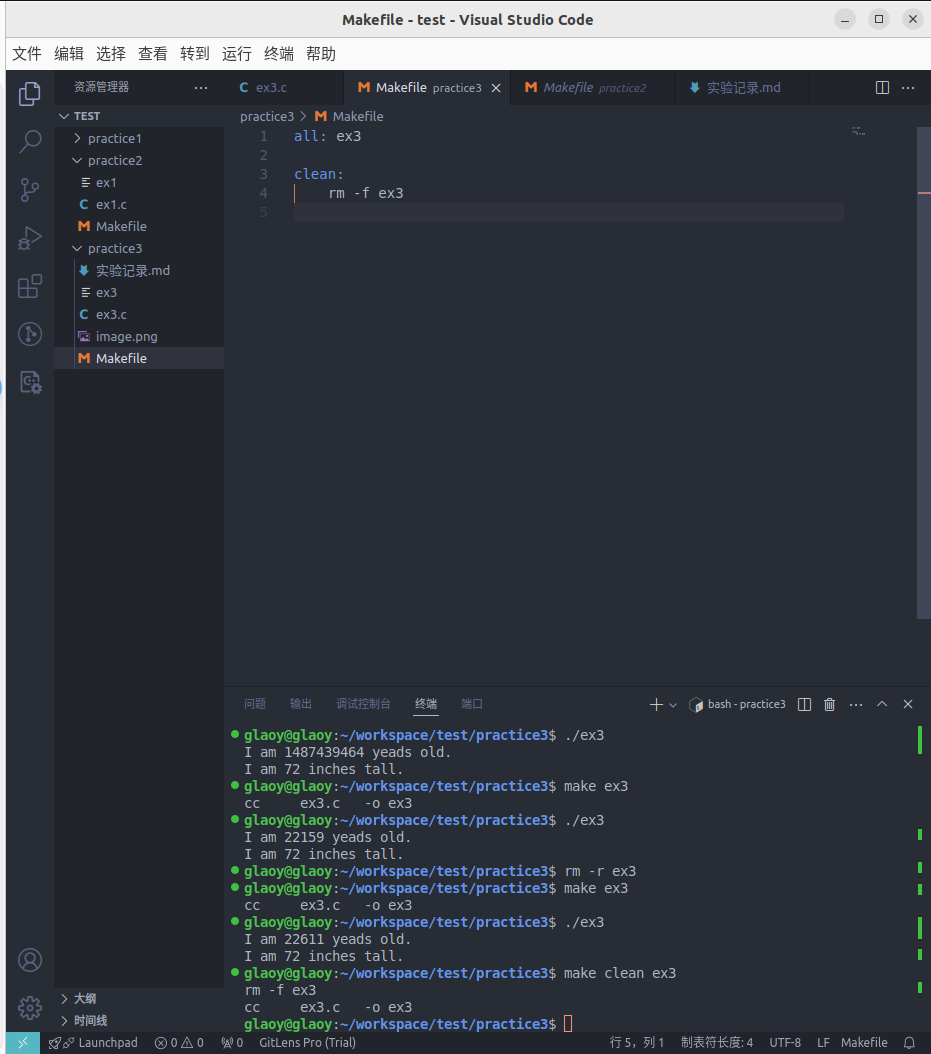 Makefile - test - Visual Studio Code
文件 编辑 选择 查看 转到 运行 终端 帮助
资源管理器
ex3.c
Makefile practice3
Makefile practice2
实验记录.md
TEST
practice1
practice2
ex1
ex1.c
Makefile
practice3
实验记录.md
ex3
ex3.c
image.png
Makefile
大纲
时间线
practice3 > Makefile
1 all: ex3
2
3 clean:
4 rm -f ex3
5
问题 输出 调试控制台 终端 端口
bash - practice3
glaoy@glaoy:~/workspace/test/practice3$ ./ex3
I am 1487439464 yeads old.
I am 72 inches tall.
glaoy@glaoy:~/workspace/test/practice3$ make ex3
cc     ex3.c   -o ex3
glaoy@glaoy:~/workspace/test/practice3$ ./ex3
I am 22159 yeads old.
I am 72 inches tall.
glaoy@glaoy:~/workspace/test/practice3$ rm -r ex3
glaoy@glaoy:~/workspace/test/practice3$ make ex3
cc     ex3.c   -o ex3
glaoy@glaoy:~/workspace/test/practice3$ ./ex3
I am 22611 yeads old.
I am 72 inches tall.
glaoy@glaoy:~/workspace/test/practice3$ make clean ex3
rm -f ex3
cc     ex3.c   -o ex3
glaoy@glaoy:~/workspace/test/practice3$
Launchpad 0 0 0 GitLens Pro (Trial) 行 5，列 1 制表符长度: 4 UTF-8 LF Makefile